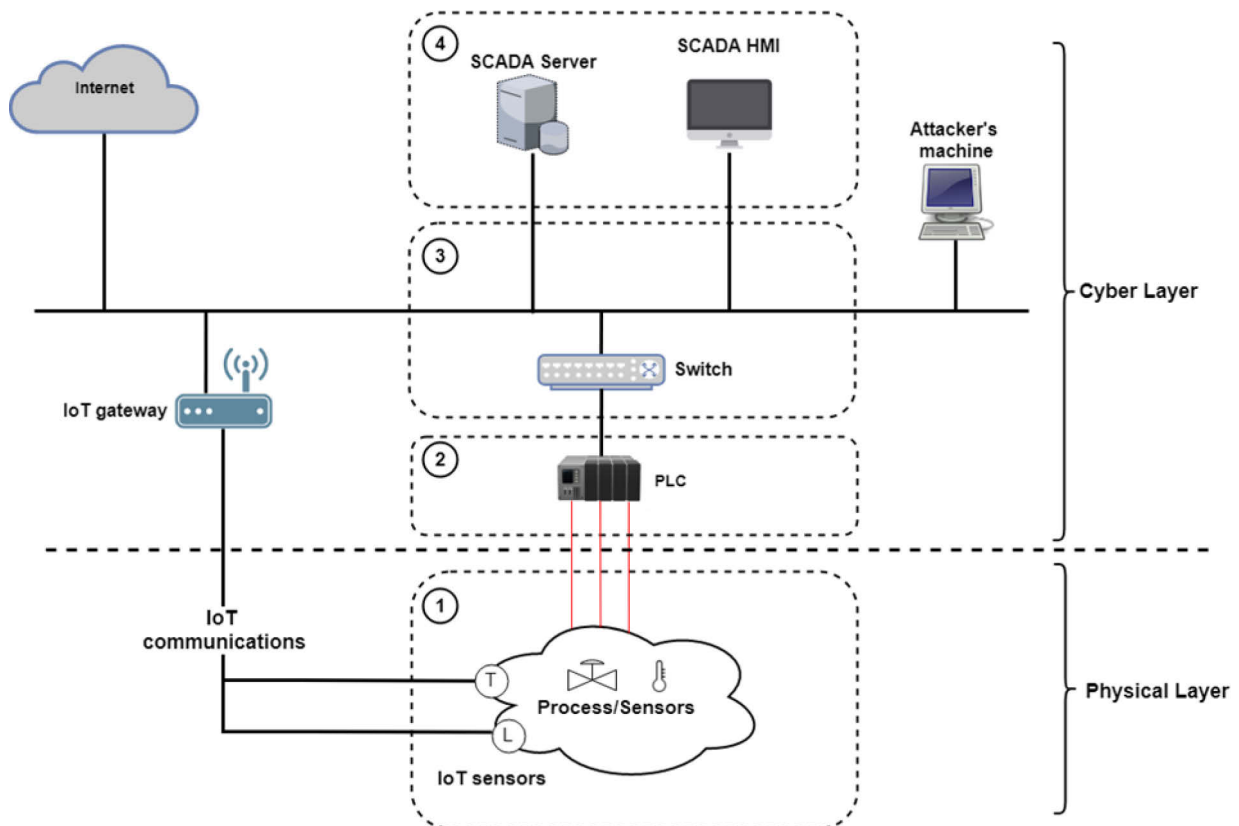 4
SCADA Server
SCADA HMI
Internet
Attacker's
machine
3
Cyber Layer
Switch
IoT gateway
2
PLC
1
IoT
communications
T
Process/Sensors
L
IoT sensors
Physical Layer